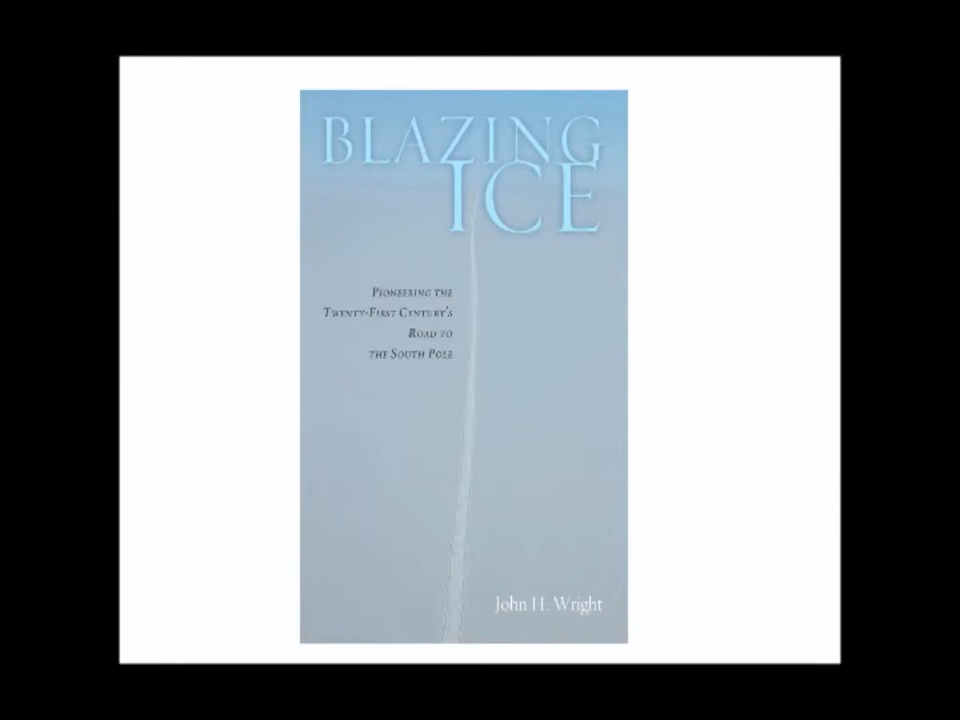 BLAZING
ICE
PIONEERING THE
TWENTY-FIRST CENTURY'S
ROAD TO
THE SOUTH POLE
John H. Wright